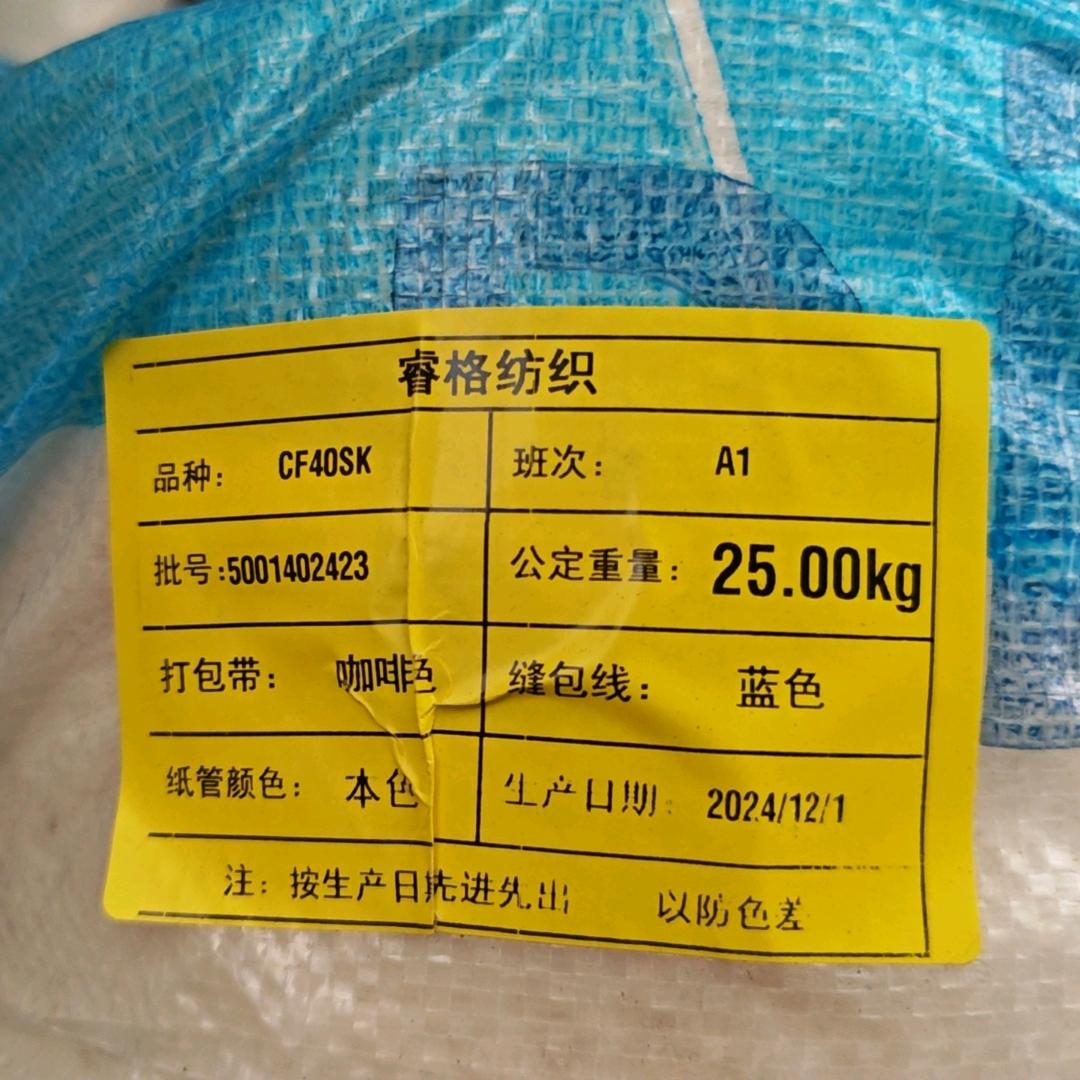 睿格纺织
品种： CF40SK 班次： A1
批号:5001402423 公定重量： 25.00kg
打包带： 咖啡色 缝包线： 蓝色
纸管颜色： 本色 生产日期： 2024/12/1
注：按生产日期先进先出 以防色差